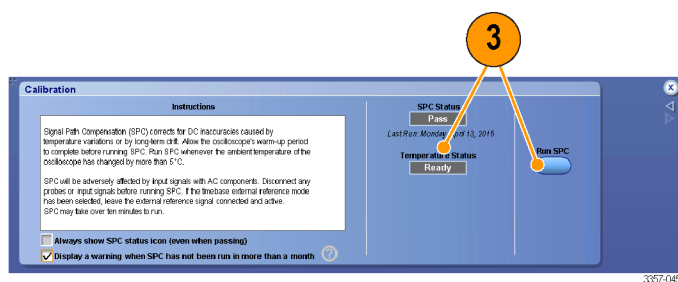 3
Calibration
Instructions
Signal Path Compensation (SPC) corrects for DC inaccuracies caused by
temperature variations or by long-term drift. Allow the oscilloscope's warm-up period
to complete before running SPC. Run SPC whenever the ambient temperature of the
oscilloscope has changed by more than 5°C.
SPC will be adversely affected by input signals with AC components. Disconnect any
probes or input signals before running SPC. If the timebase external reference mode
has been selected, leave the external reference signal connected and active.
SPC may take over ten minutes to run.
Always show SPC status icon (even when passing)
Display a warning when SPC has not been run in more than a month
?
SPC Status
Pass
Last Run: Monday, April 13, 2015
Temperature Status
Ready
Run SPC
x
3357-045